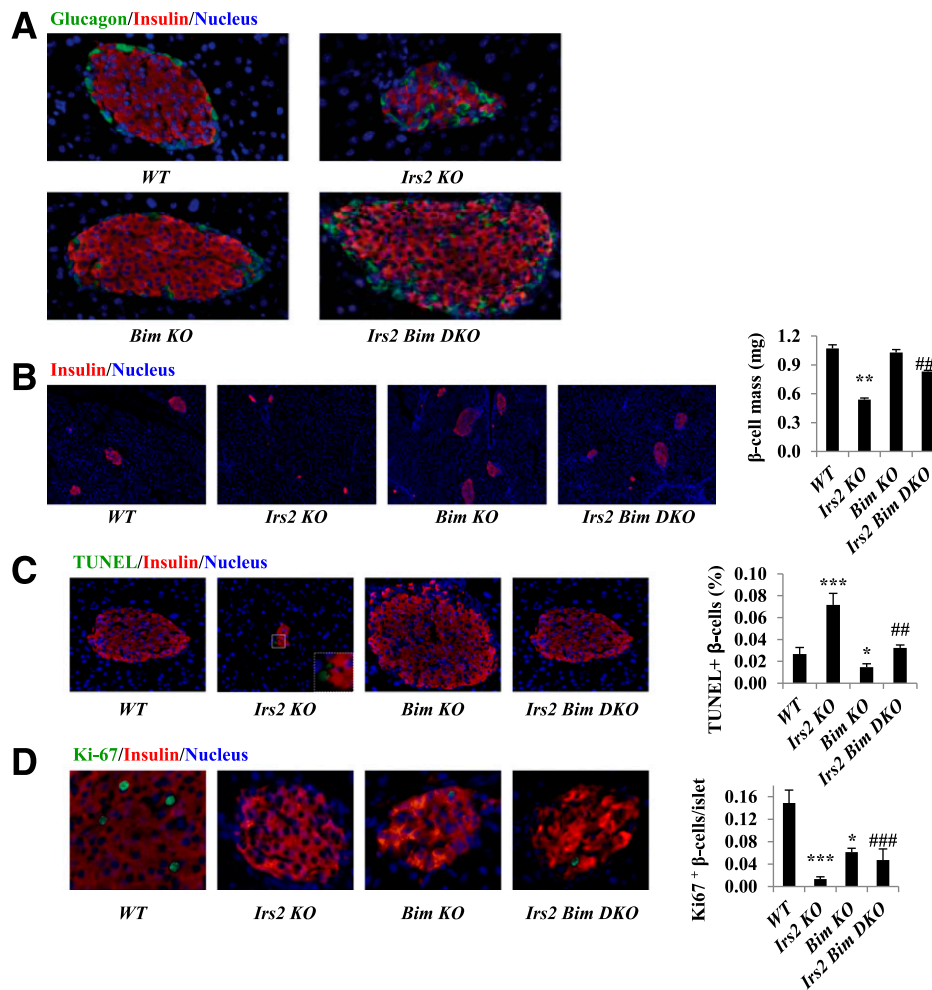 A
Glucagon/Insulin/Nucleus
WT
Irs2 KO
Bim KO
Irs2 Bim DKO
B
Insulin/Nucleus
WT
Irs2 KO
Bim KO
Irs2 Bim DKO
β-cell mass (mg)
1.2
0.9
0.6
0.3
0.0
**
##
WT
Irs2 KO
Bim KO
Irs2 Bim DKO
C
TUNEL/Insulin/Nucleus
WT
Irs2 KO
Bim KO
Irs2 Bim DKO
TUNEL+ β-cells (%)
0.10
0.08
0.06
0.04
0.02
0.00
***
*
##
WT
Irs2 KO
Bim KO
Irs2 Bim DKO
D
Ki-67/Insulin/Nucleus
WT
Irs2 KO
Bim KO
Irs2 Bim DKO
Ki67 + β-cells/islet
0.16
0.12
0.08
0.04
0.00
***
*
###
WT
Irs2 KO
Bim KO
Irs2 Bim DKO